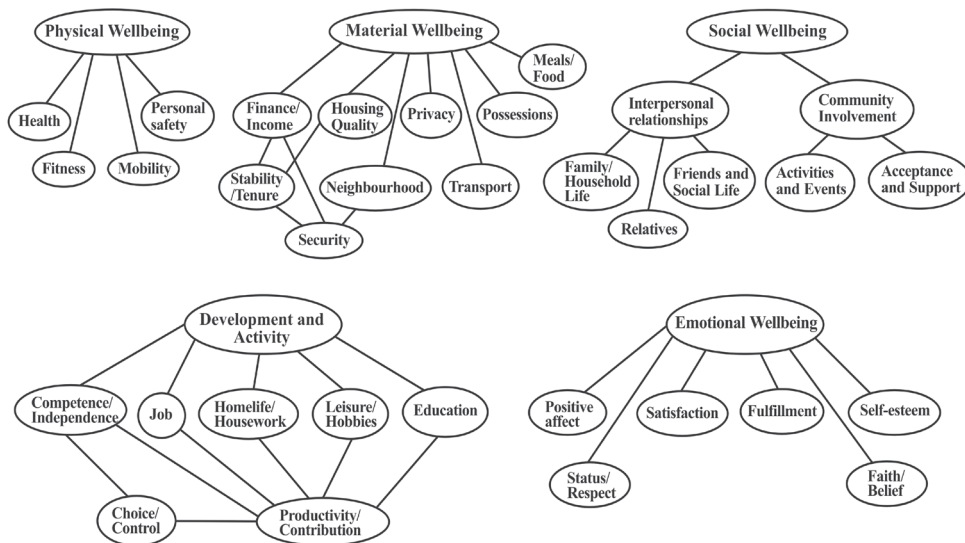 Physical Wellbeing
Health
Fitness
Mobility
Personal
safety
Material Wellbeing
Meals/
Food
Finance/
Income
Housing
Quality
Privacy
Possessions
Stability
/Tenure
Neighbourhood
Transport
Security
Social Wellbeing
Interpersonal
relationships
Community
Involvement
Family/
Household
Life
Friends and
Social Life
Relatives
Activities
and Events
Acceptance
and Support
Development and
Activity
Competence/
Independence
Job
Homelife/
Housework
Leisure/
Hobbies
Education
Choice/
Control
Productivity/
Contribution
Emotional Wellbeing
Positive
affect
Satisfaction
Fulfillment
Self-esteem
Status/
Respect
Faith/
Belief